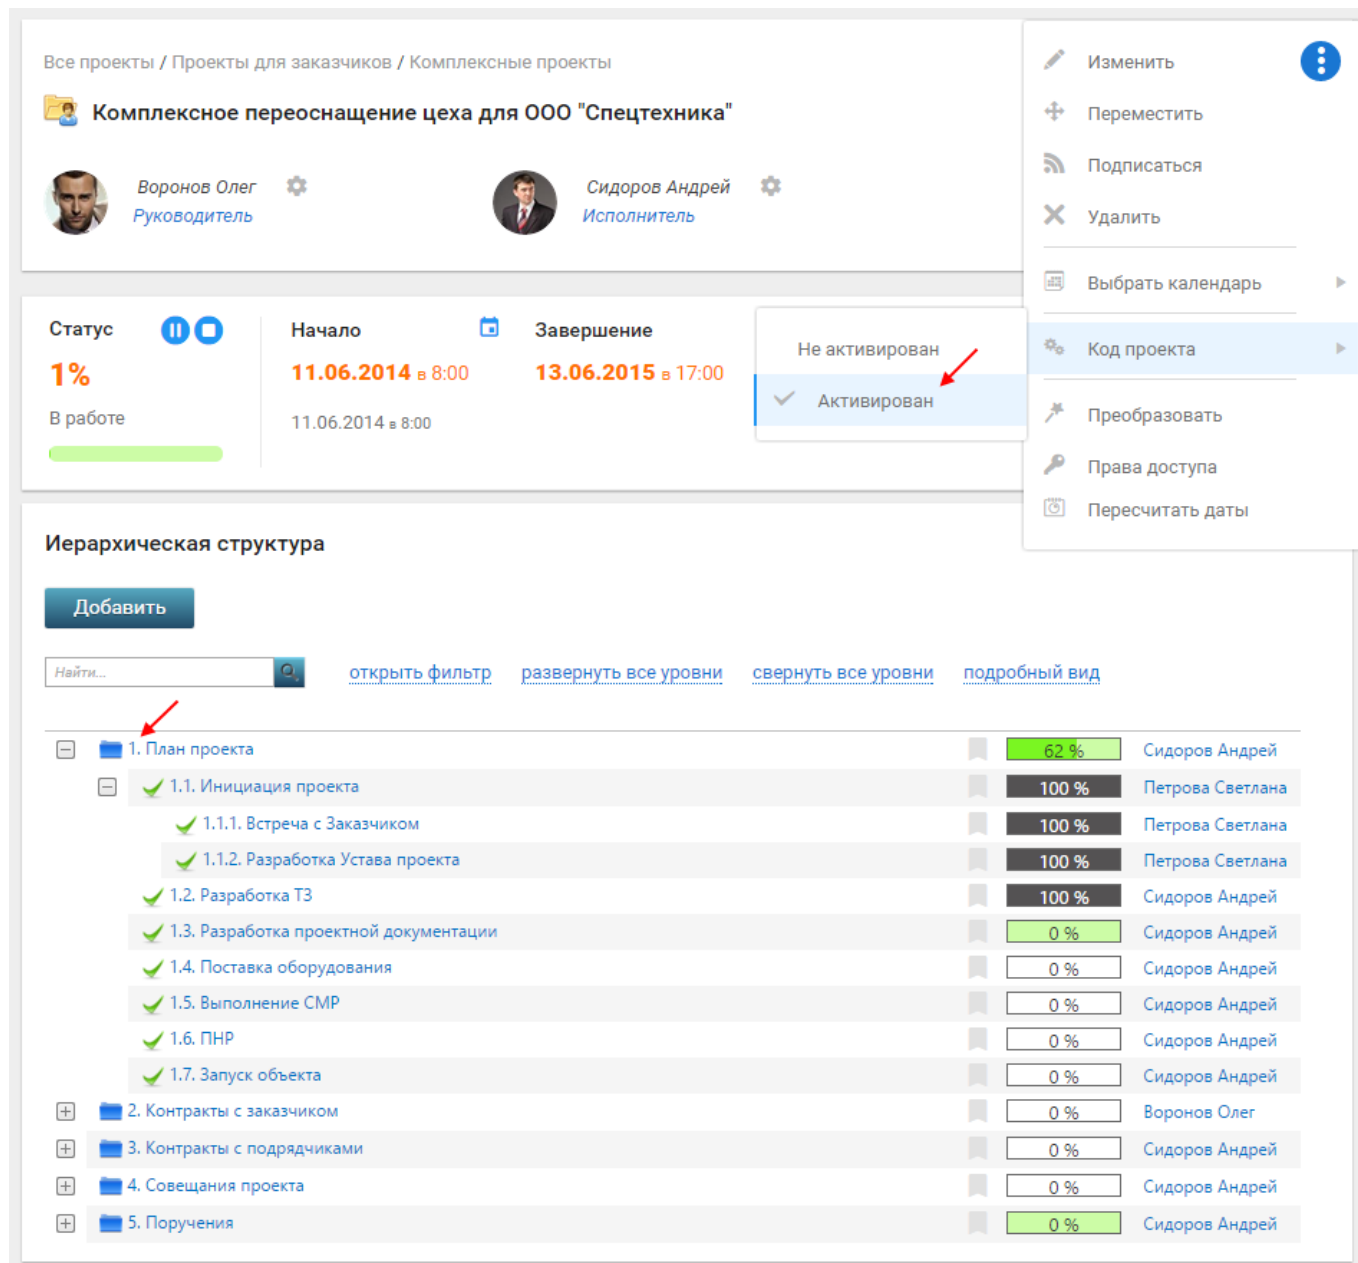 Все проекты / Проекты для заказчиков / Комплексные проекты
Комплексное переоснащение цеха для ООО "Спецтехника"
Воронов Олег
Руководитель
Сидоров Андрей
Исполнитель
Изменить
Переместить
Подписаться
Удалить
Выбрать календарь
Код проекта
Преобразовать
Права доступа
Пересчитать даты
Не активирован
Активирован
Статус
1%
В работе
Начало
11.06.2014 в 8:00
11.06.2014 в 8:00
Завершение
13.06.2015 в 17:00
Иерархическая структура
Добавить
Найти...
открыть фильтр развернуть все уровни свернуть все уровни подробный вид
1. План проекта 62 % Сидоров Андрей
1.1. Инициация проекта 100 % Петрова Светлана
1.1.1. Встреча с Заказчиком 100 % Петрова Светлана
1.1.2. Разработка Устава проекта 100 % Петрова Светлана
1.2. Разработка ТЗ 100 % Сидоров Андрей
1.3. Разработка проектной документации 0 % Сидоров Андрей
1.4. Поставка оборудования 0 % Сидоров Андрей
1.5. Выполнение СМР 0 % Сидоров Андрей
1.6. ПНР 0 % Сидоров Андрей
1.7. Запуск объекта 0 % Сидоров Андрей
2. Контракты с заказчиком 0 % Воронов Олег
3. Контракты с подрядчиками 0 % Сидоров Андрей
4. Совещания проекта 0 % Сидоров Андрей
5. Поручения 0 % Сидоров Андрей